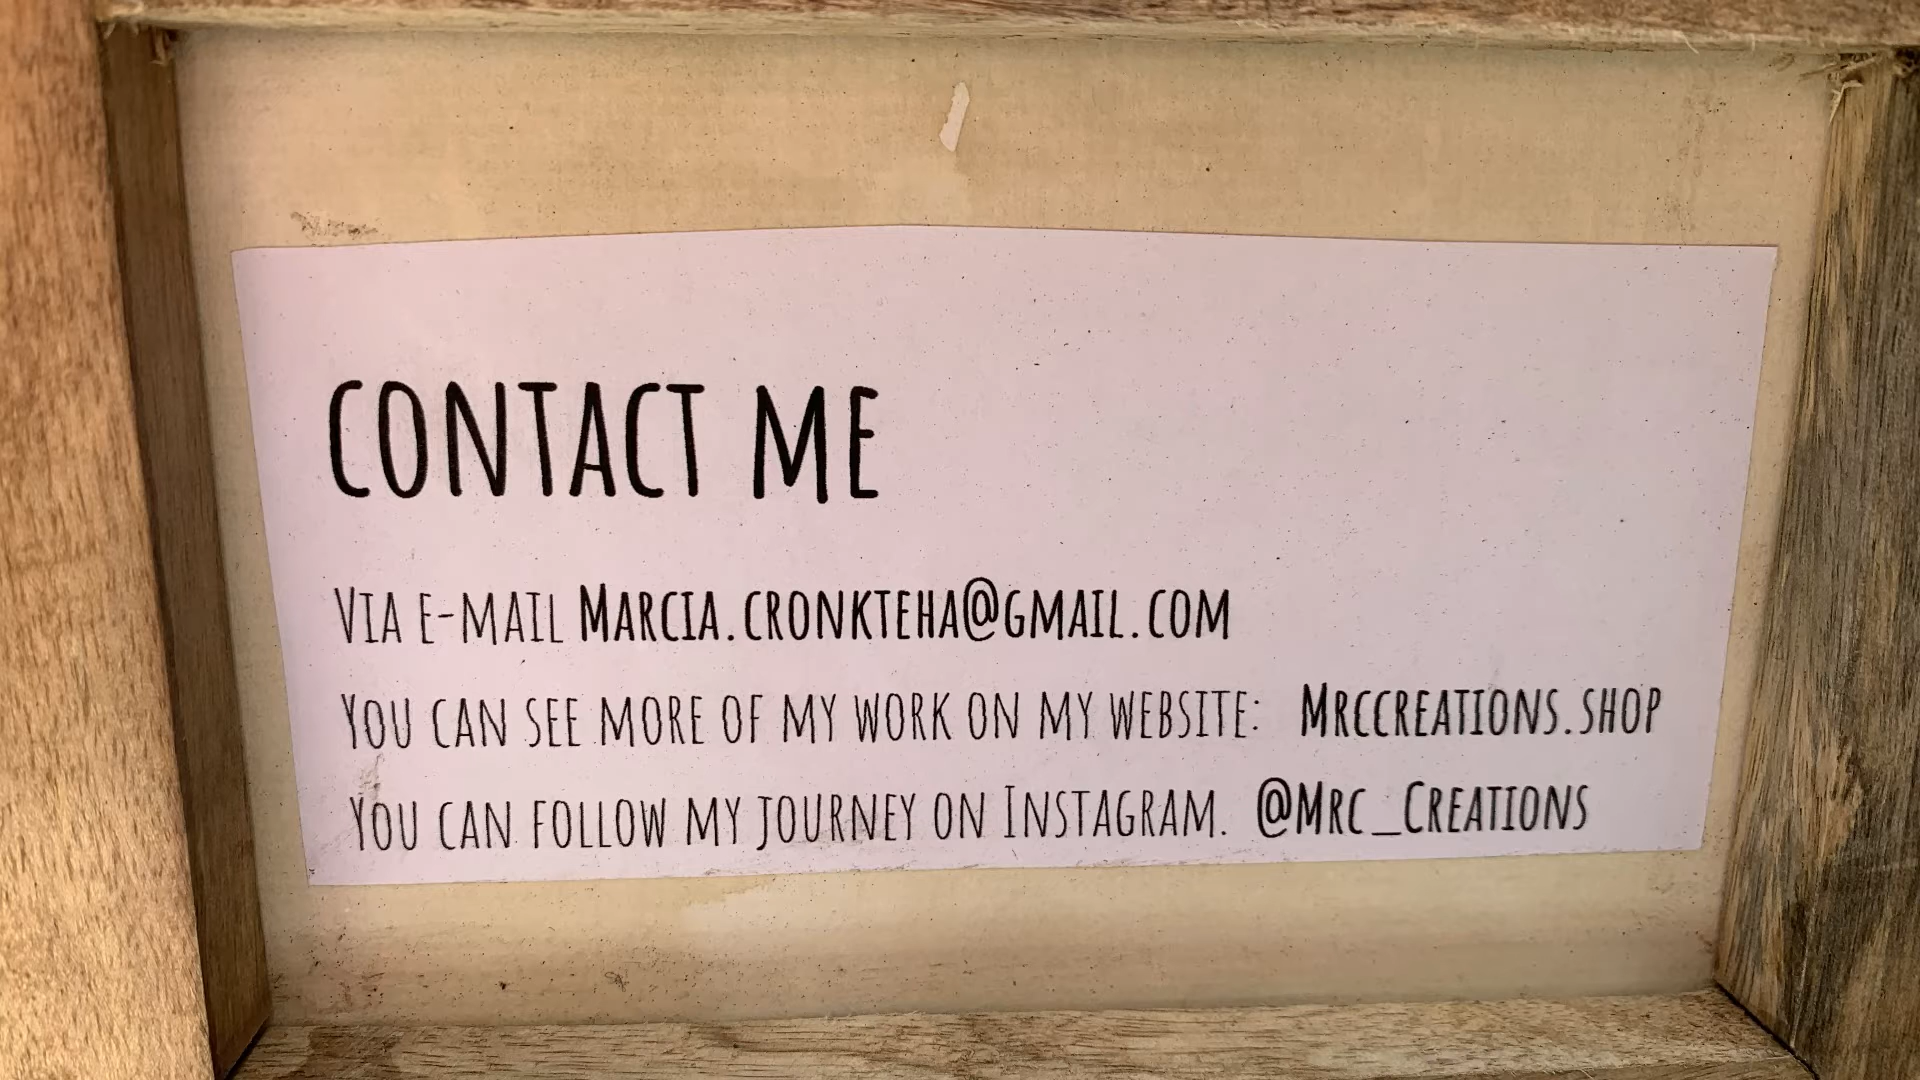 CONTACT ME
VIA E-MAIL MARCIA.CRONKTEHA@GMAIL.COM
YOU CAN SEE MORE OF MY WORK ON MY WEBSITE: MRCCREATIONS.SHOP
YOU CAN FOLLOW MY JOURNEY ON INSTAGRAM. @MRC_CREATIONS